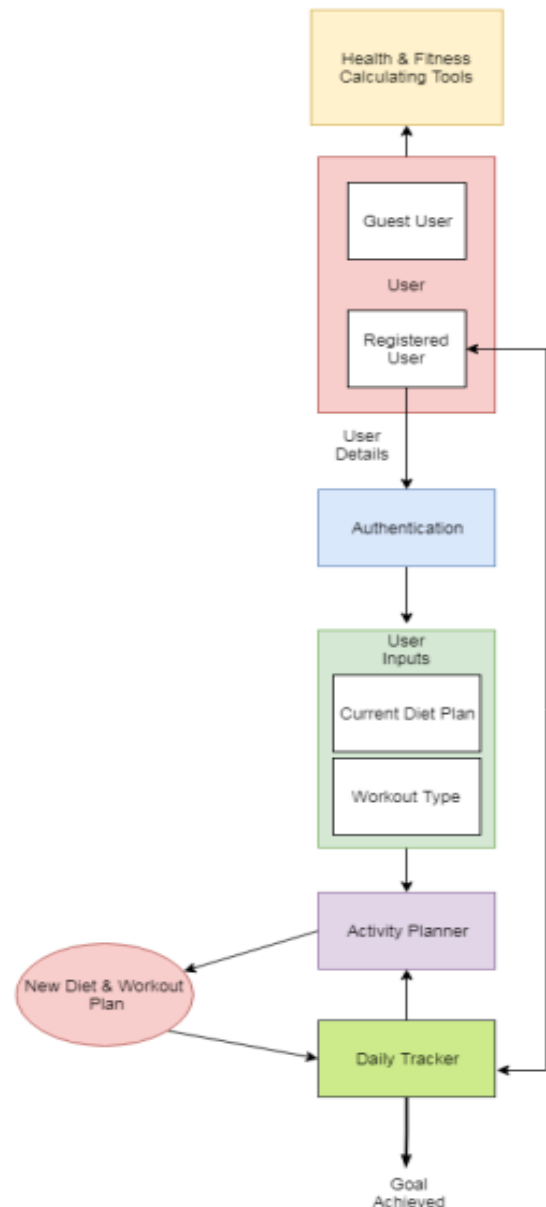 Health & Fitness
Calculating Tools
Guest User
User
Registered
User
User
Details
Authentication
User
Inputs
Current Diet Plan
Workout Type
Activity Planner
New Diet & Workout
Plan
Daily Tracker
Goal
Achieved